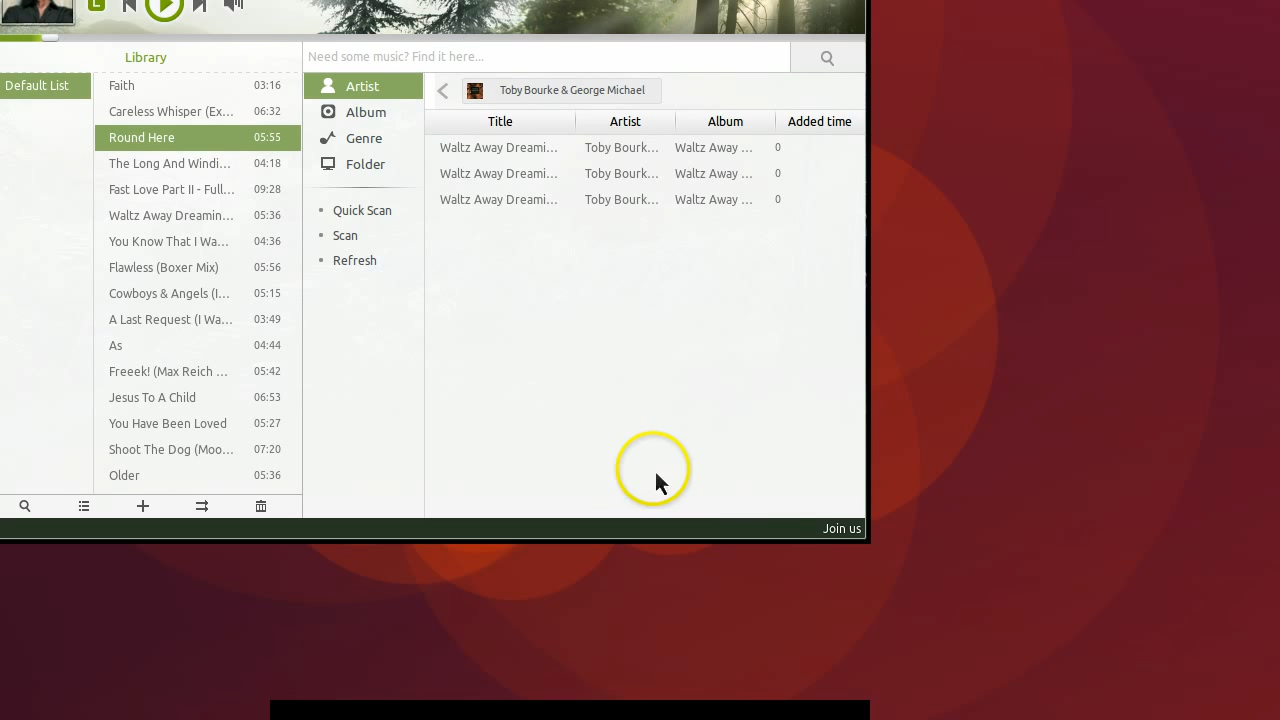 L
Library
Need some music? Find it here...
Default List
Faith 03:16
Careless Whisper (Ex... 06:32
Round Here 05:55
The Long And Windi... 04:18
Fast Love Part II - Full... 09:28
Waltz Away Dreamin... 05:36
You Know That I Wa... 04:36
Flawless (Boxer Mix) 05:56
Cowboys & Angels (I... 05:15
A Last Request (I Wa... 03:49
As 04:44
Freeek! (Max Reich ... 05:42
Jesus To A Child 06:53
You Have Been Loved 05:27
Shoot The Dog (Moo... 07:20
Older 05:36
Artist
Album
Genre
Folder
Quick Scan
Scan
Refresh
Toby Bourke & George Michael
Title Artist Album Added time
Waltz Away Dreami... Toby Bourk... Waltz Away ... 0
Waltz Away Dreami... Toby Bourk... Waltz Away ... 0
Waltz Away Dreami... Toby Bourk... Waltz Away ... 0
Join us